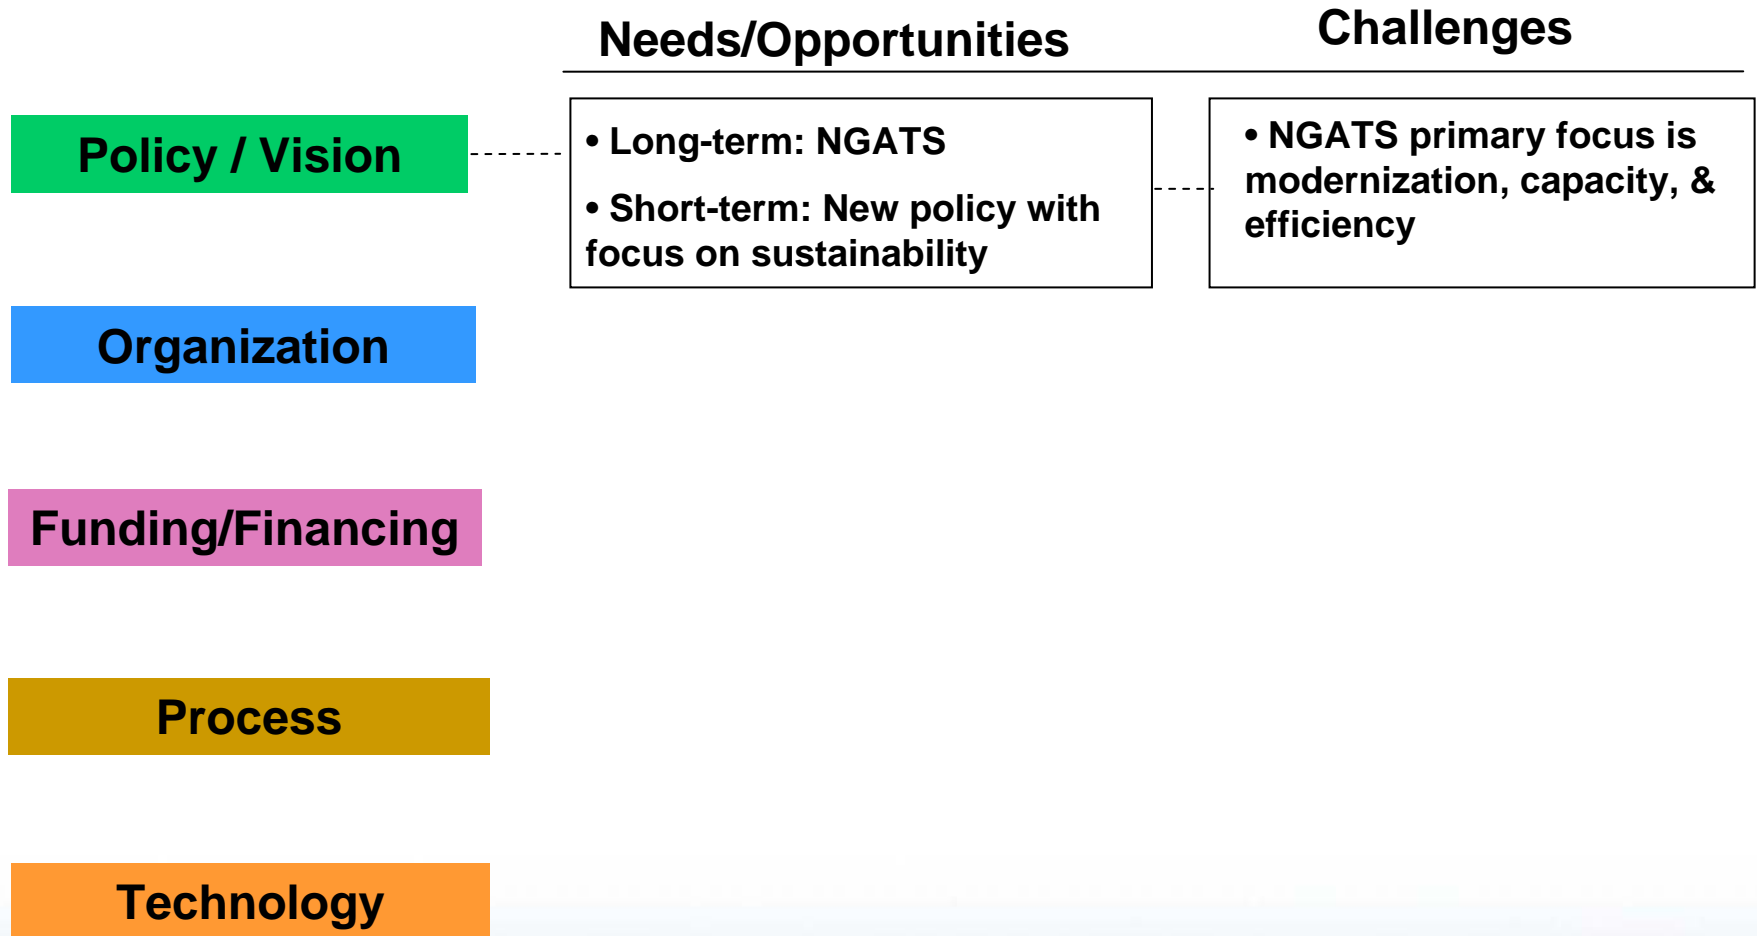 Needs/Opportunities
Challenges
Policy / Vision
• Long-term: NGATS
• Short-term: New policy with
focus on sustainability
• NGATS primary focus is
modernization, capacity, &
efficiency
Organization
Funding/Financing
Process
Technology